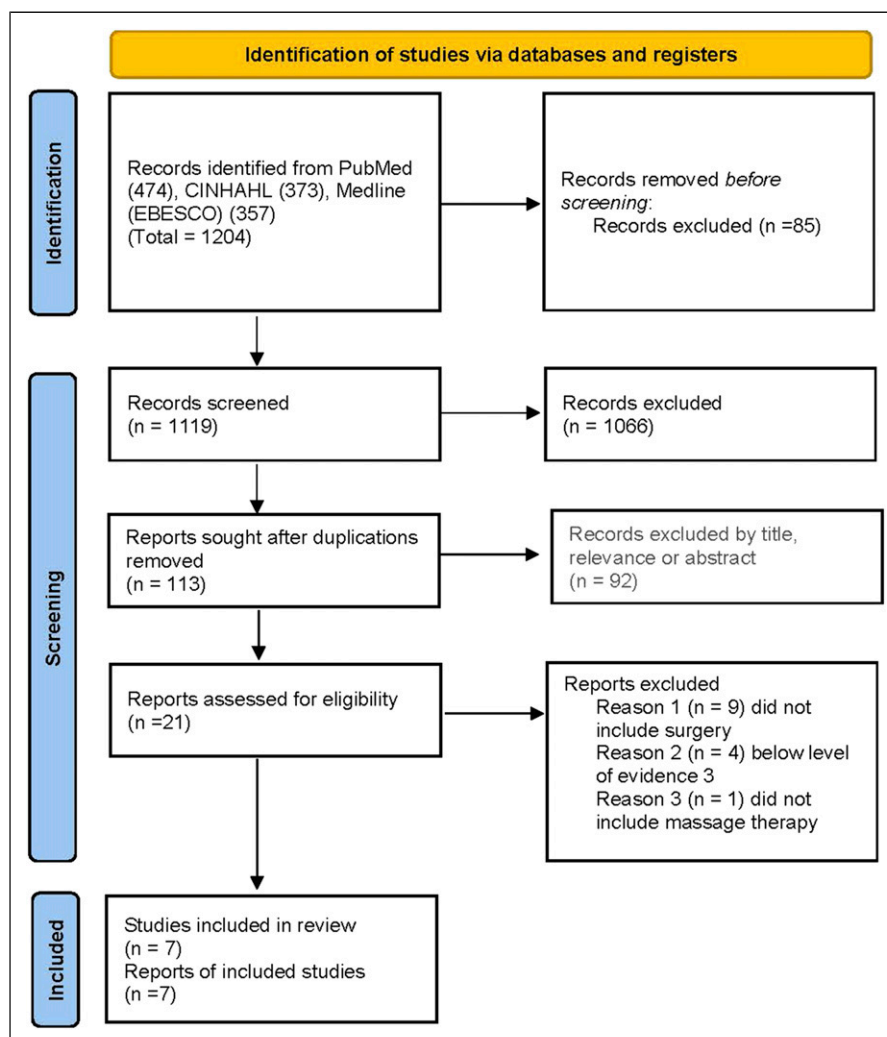 Identification of studies via databases and registers
Identification
Records identified from PubMed
(474), CINHAHL (373), Medline
(EBESCO) (357)
(Total = 1204)
Records removed before
screening:
Records excluded (n =85)
Screening
Records screened
(n = 1119)
Records excluded
(n = 1066)
Reports sought after duplications
removed
(n = 113)
Records excluded by title,
relevance or abstract
(n = 92)
Reports assessed for eligibility
(n =21)
Reports excluded
Reason 1 (n = 9) did not
include surgery
Reason 2 (n = 4) below level
of evidence 3
Reason 3 (n = 1) did not
include massage therapy
Included
Studies included in review
(n = 7)
Reports of included studies
(n =7)